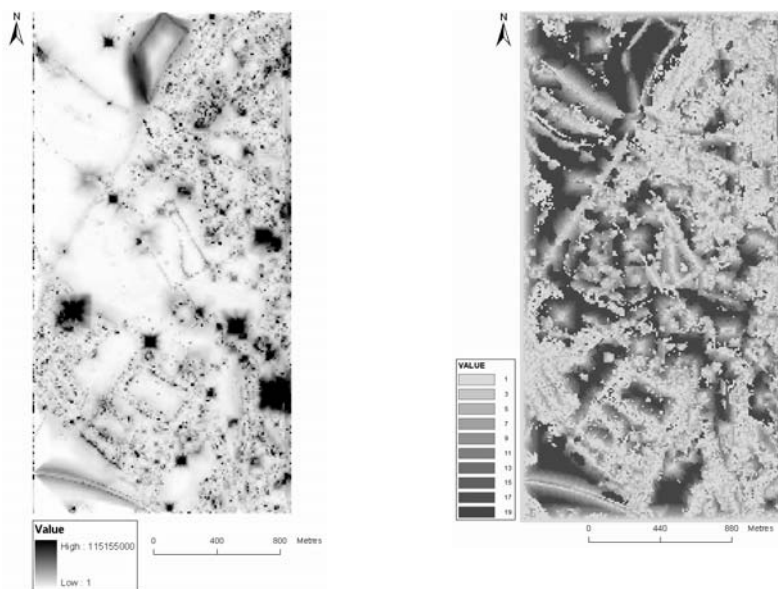 N
Value
High : 115155000
Low : 1
0 400 800 Metres
N
VALUE
1
3
5
7
9
11
13
15
17
19
0 440 880 Metres